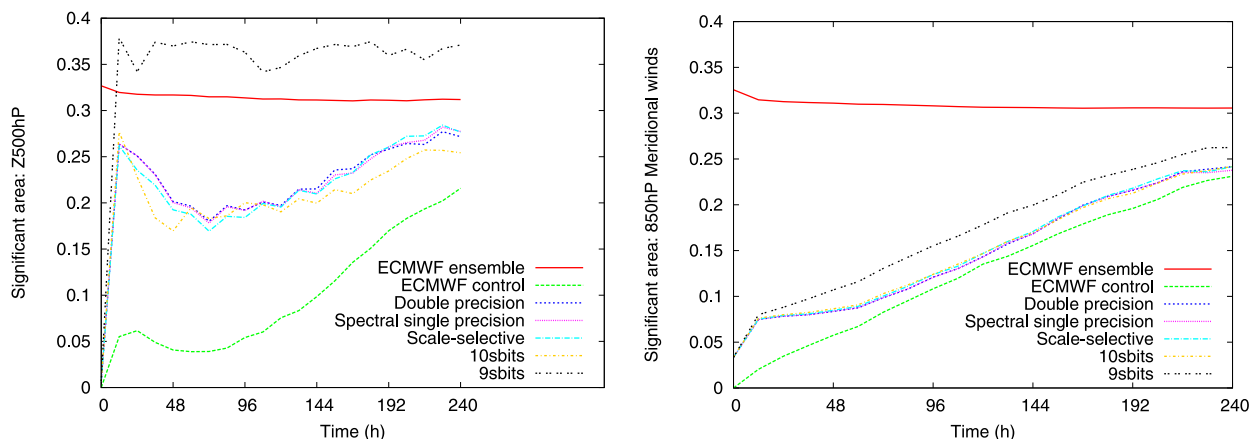 Significant area: Z500hP
0.4
0.35
0.3
0.25
0.2
0.15
0.1
0.05
0
ECMWF ensemble
ECMWF control
Double precision
Spectral single precision
Scale-selective
10sbits
9sbits
0 48 96 144 192 240
Time (h)
Significant area: 850hP Meridional winds
0.4
0.35
0.3
0.25
0.2
0.15
0.1
0.05
0
ECMWF ensemble
ECMWF control
Double precision
Spectral single precision
Scale-selective
10sbits
9sbits
0 48 96 144 192 240
Time (h)